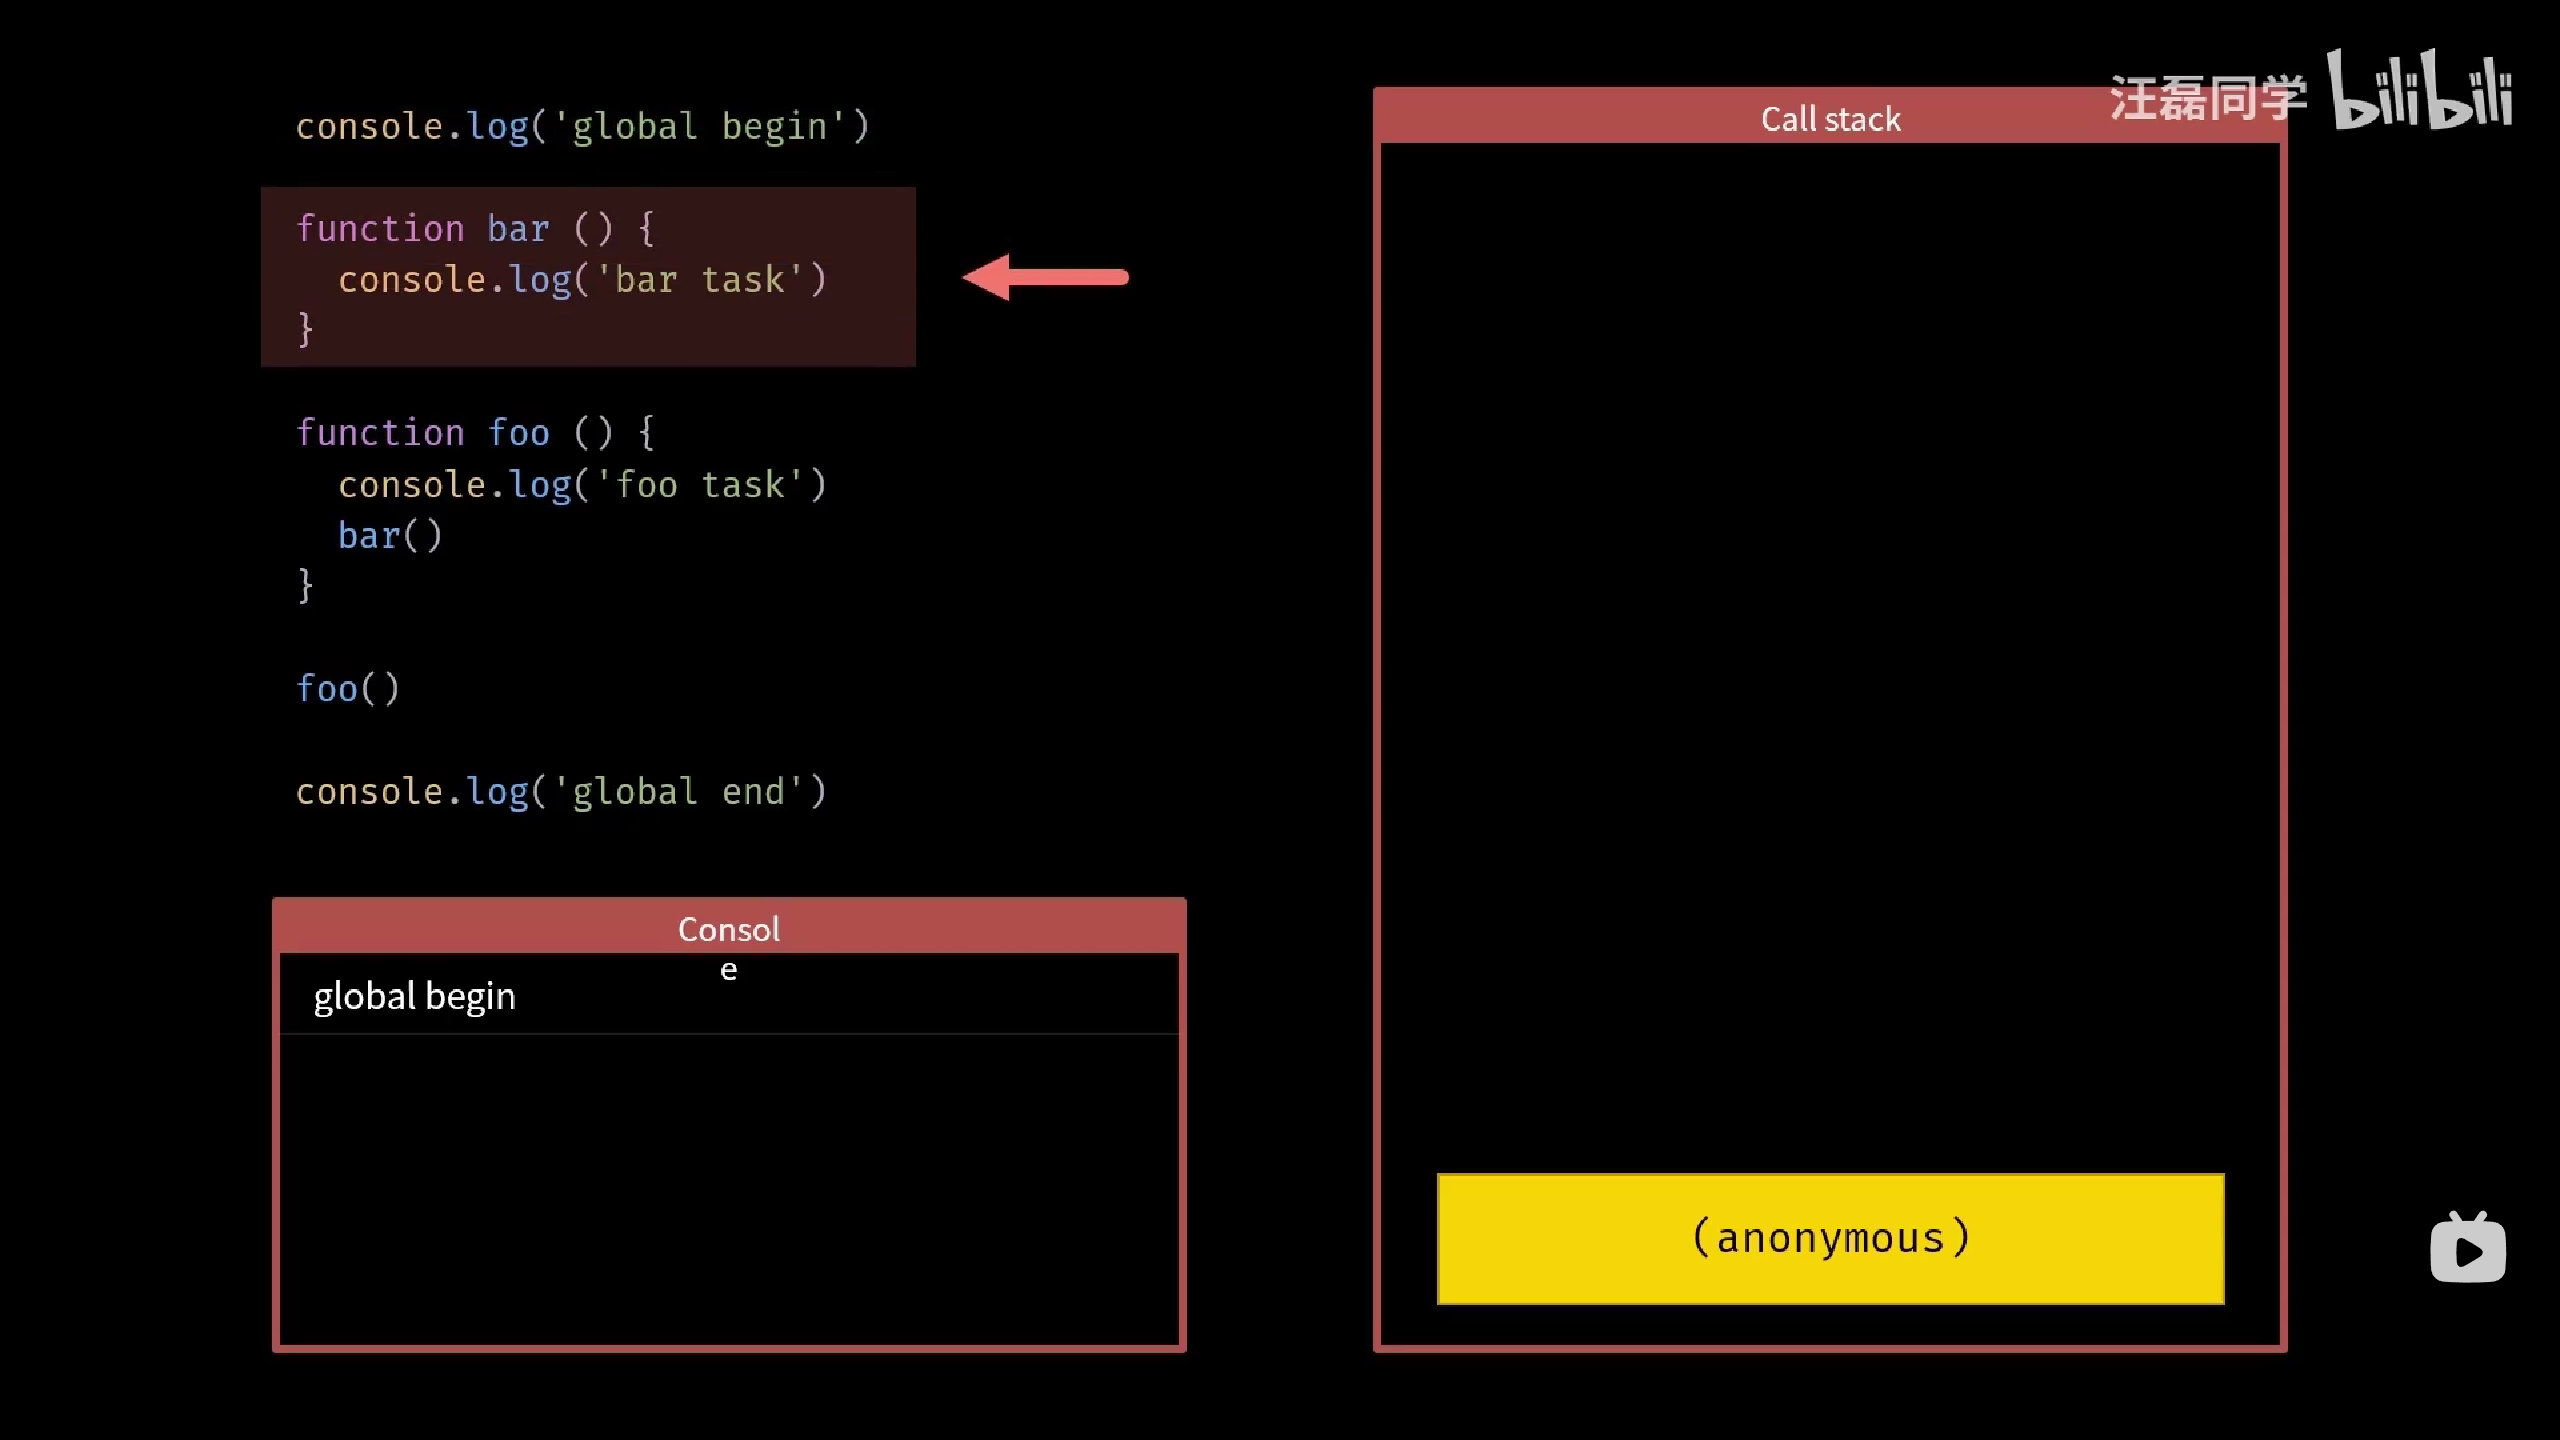 汪磊同学 bilibili
console.log('global begin')
function bar () {
  console.log('bar task')
}
function foo () {
  console.log('foo task')
  bar()
}
foo()
console.log('global end')
Consol
e
global begin
Call stack
(anonymous)